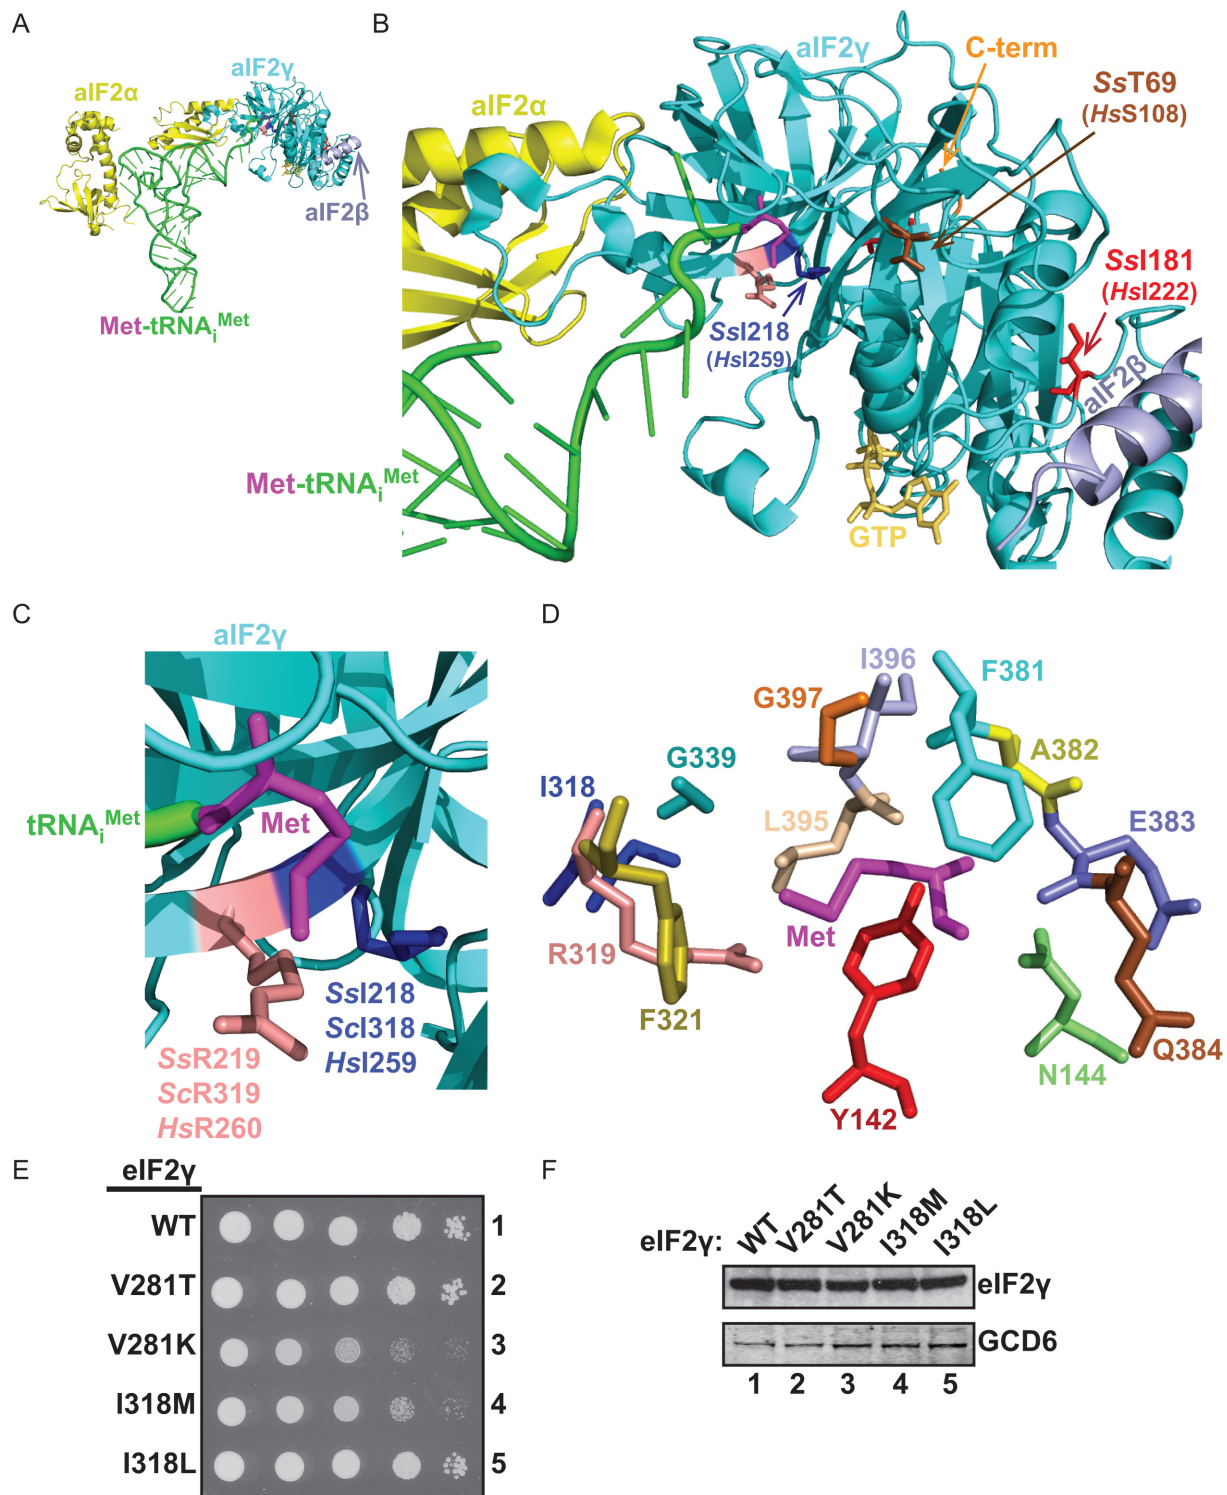 A
aIF2α
aIF2γ
aIF2β
Met-tRNAiMet
B
aIF2γ
C-term
aIF2α
SsT69
(HsS108)
SsI181
(HsI222)
SsI218
(HsI259)
aIF2β
Met-tRNAiMet
GTP
C
aIF2γ
tRNAiMet
Met
SsI218
ScI318
HsI259
SsR219
ScR319
HsR260
D
I396
F381
G397
G339
A382
I318
L395
E383
R319
Met
F321
Q384
N144
Y142
E
eIF2γ
WT 1
V281T 2
V281K 3
I318M 4
I318L 5
F
eIF2γ: WT V281T V281K I318M I318L
eIF2γ
GCD6
1 2 3 4 5